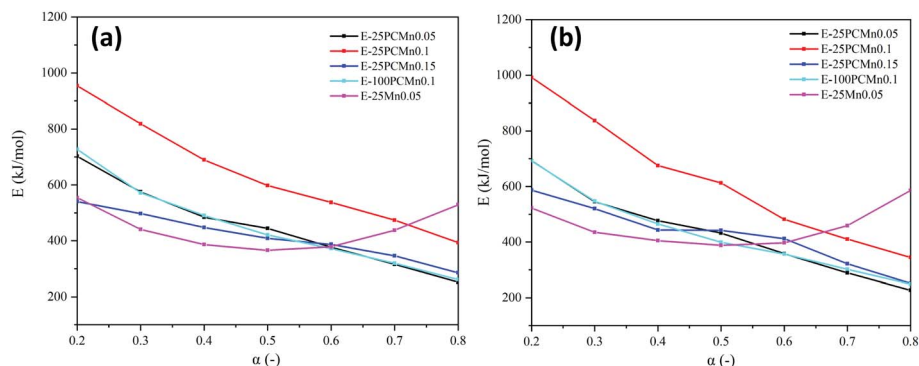 (a)
E-25PCMn0.05
E-25PCMn0.1
E-25PCMn0.15
E-100PCMn0.1
E-25Mn0.05
1200
1000
800
600
400
200
E (kJ/mol)
0.2 0.3 0.4 0.5 0.6 0.7 0.8
α (-)
(b)
E-25PCMn0.05
E-25PCMn0.1
E-25PCMn0.15
E-100PCMn0.1
E-25Mn0.05
1200
1000
800
600
400
200
E (kJ/mol)
0.2 0.3 0.4 0.5 0.6 0.7 0.8
α (-)